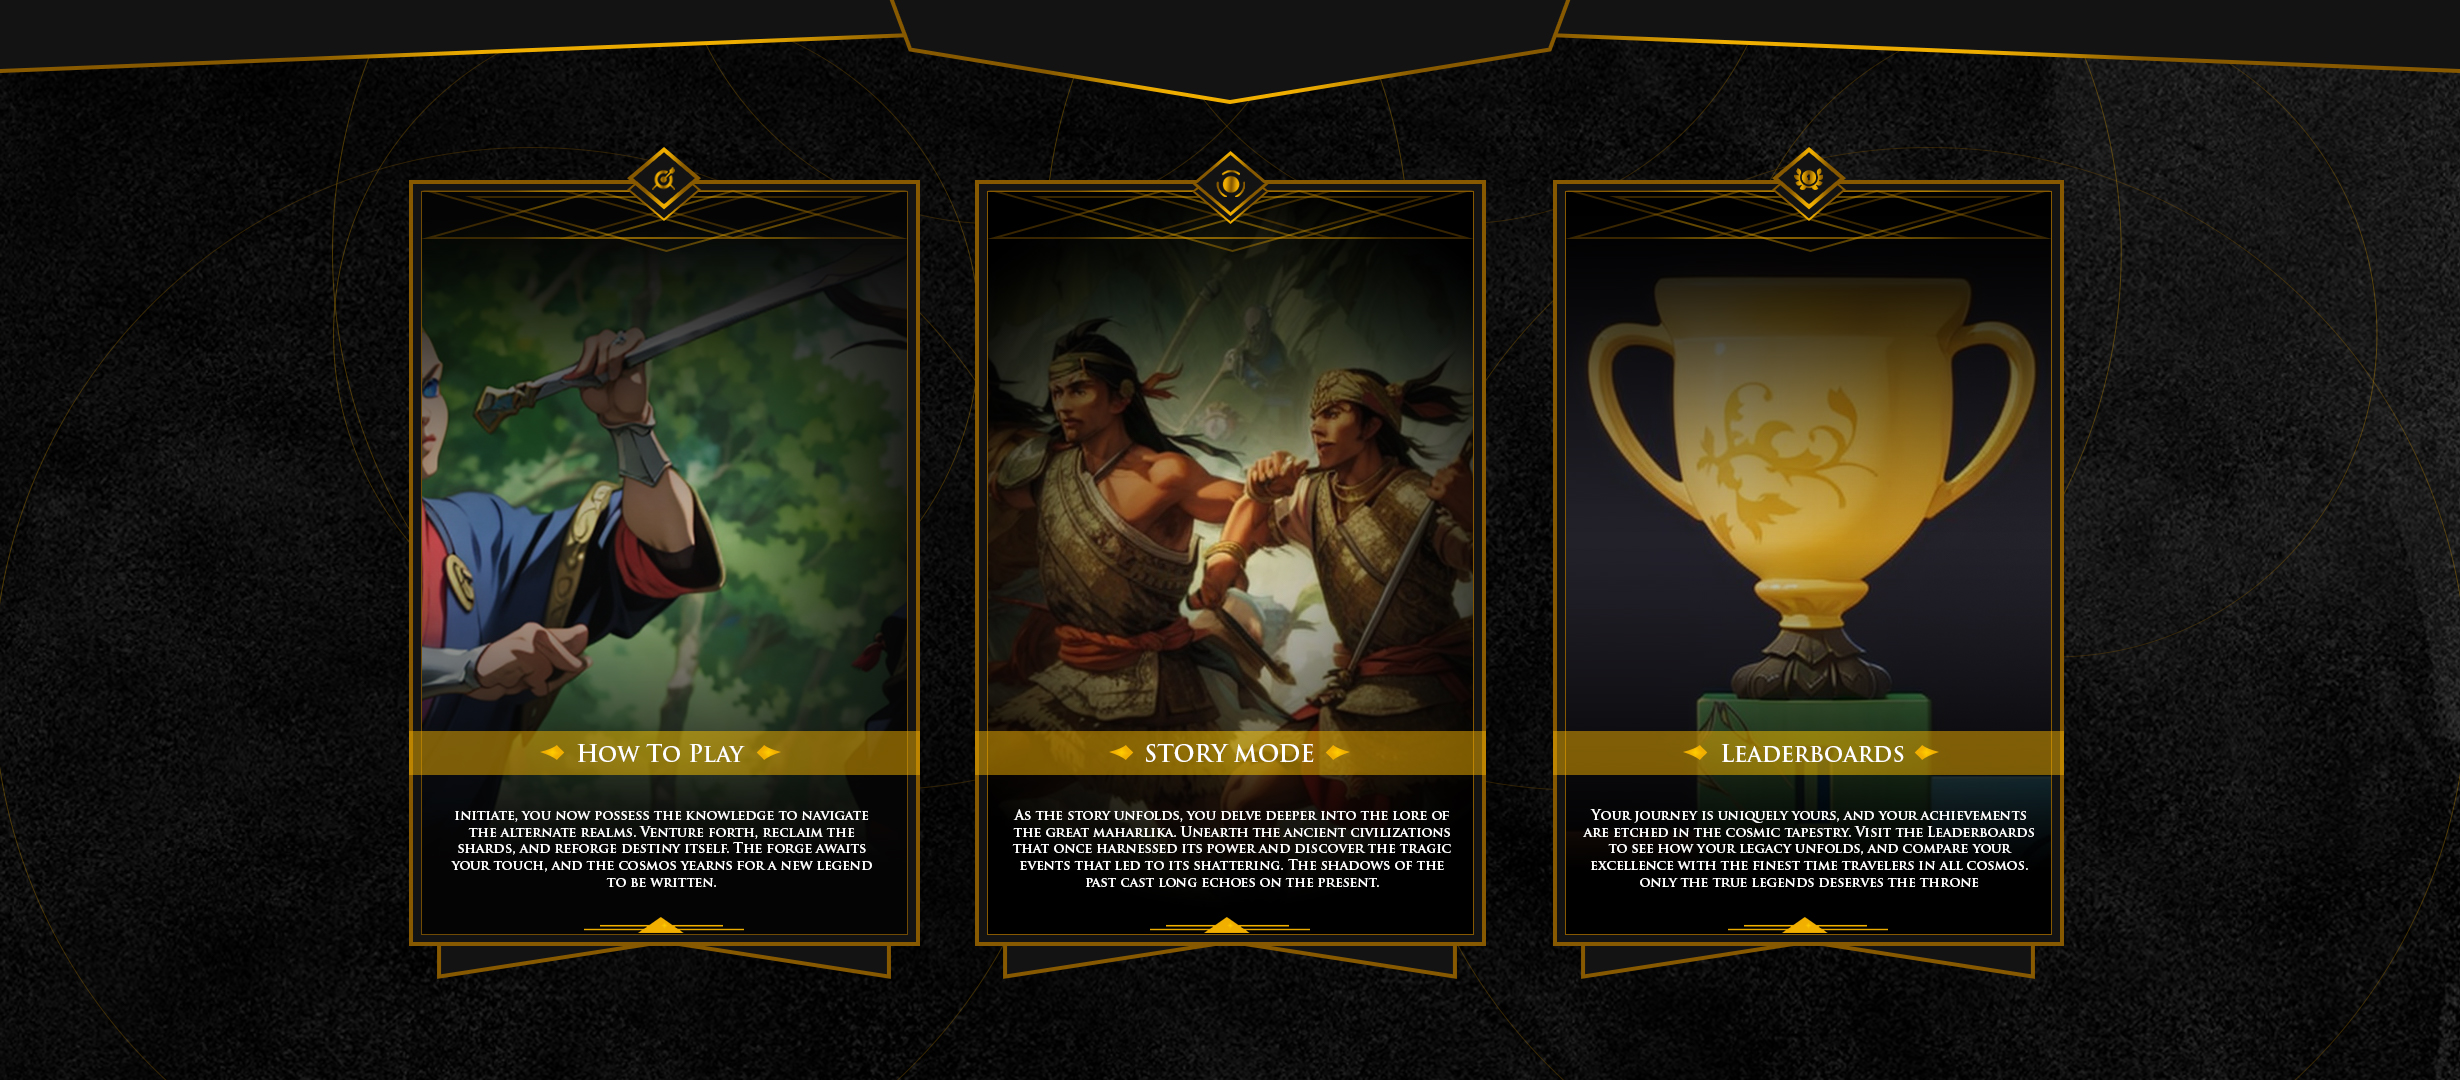 How To Play
INITIATE, YOU NOW POSSESS THE KNOWLEDGE TO NAVIGATE
THE ALTERNATE REALMS. VENTURE FORTH, RECLAIM THE
SHARDS, AND REFORGE DESTINY ITSELF. THE FORGE AWAITS
YOUR TOUCH, AND THE COSMOS YEARNS FOR A NEW LEGEND
TO BE WRITTEN.
STORY MODE
AS THE STORY UNFOLDS, YOU DELVE DEEPER INTO THE LORE OF
THE GREAT MAHARLIKA. UNEARTH THE ANCIENT CIVILIZATIONS
THAT ONCE HARNESSED ITS POWER AND DISCOVER THE TRAGIC
EVENTS THAT LED TO ITS SHATTERING. THE SHADOWS OF THE
PAST CAST LONG ECHOES ON THE PRESENT.
Leaderboards
YOUR JOURNEY IS UNIQUELY YOURS, AND YOUR ACHIEVEMENTS
ARE ETCHED IN THE COSMIC TAPESTRY. VISIT THE LEADERBOARDS
TO SEE HOW YOUR LEGACY UNFOLDS, AND COMPARE YOUR
EXCELLENCE WITH THE FINEST TIME TRAVELERS IN ALL COSMOS.
ONLY THE TRUE LEGENDS DESERVES THE THRONE